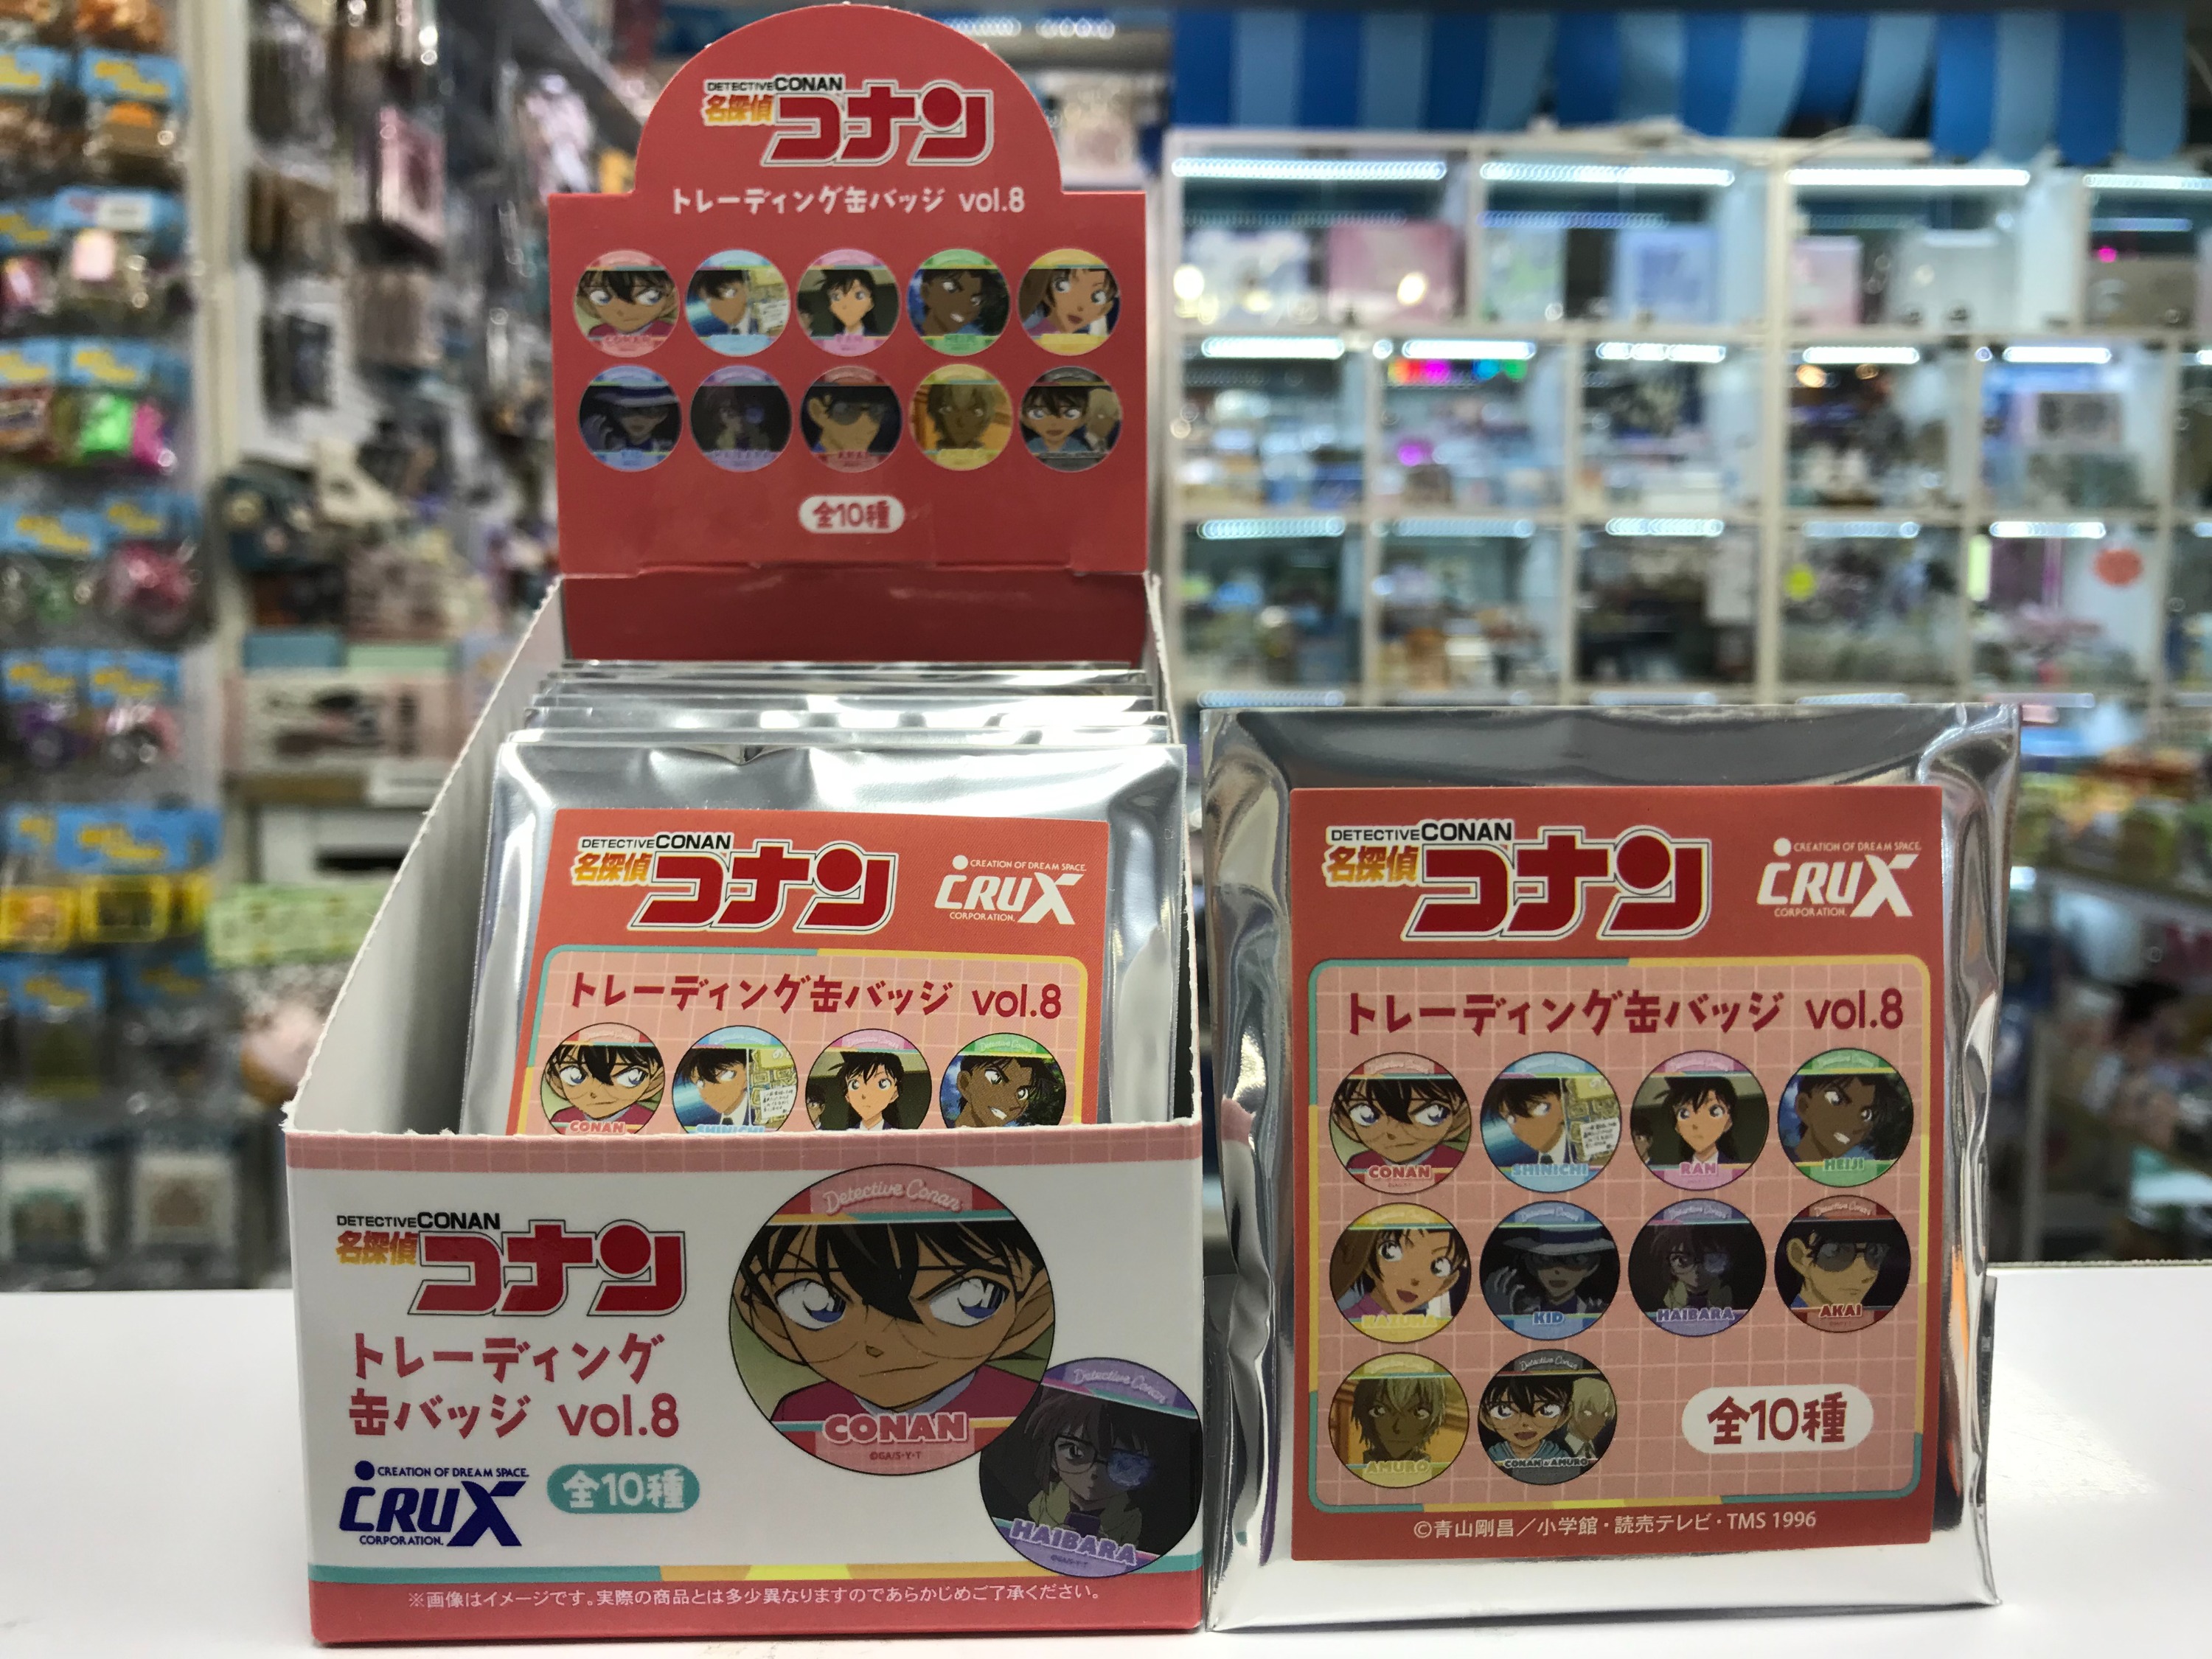 DETECTIVE CONAN
名探偵コナン
トレーディング缶バッジ vol.8
全10種
DETECTIVE CONAN
名探偵コナン
CREATION OF DREAM SPACE.
CRUX
CORPORATION.
トレーディング缶バッジ vol.8
CONAN
SHINICHI
DETECTIVE CONAN
名探偵コナン
トレーディング
缶バッジ vol.8
CREATION OF DREAM SPACE.
CRUX
CORPORATION.
全10種
Detective Conan
CONAN
©GA/S・Y・T
Detective Conan
HAIBARA
※画像はイメージです。実際の商品とは多少異なりますのであらかじめご了承ください。
DETECTIVE CONAN
名探偵コナン
CREATION OF DREAM SPACE.
CRUX
CORPORATION.
トレーディング缶バッジ vol.8
CONAN
SHINICHI
RAN
HEIJI
KAZUHA
KID
HAIBARA
AKAI
AMURO
CONAN & AMURO
全10種
©青山剛昌／小学館・読売テレビ・TMS 1996